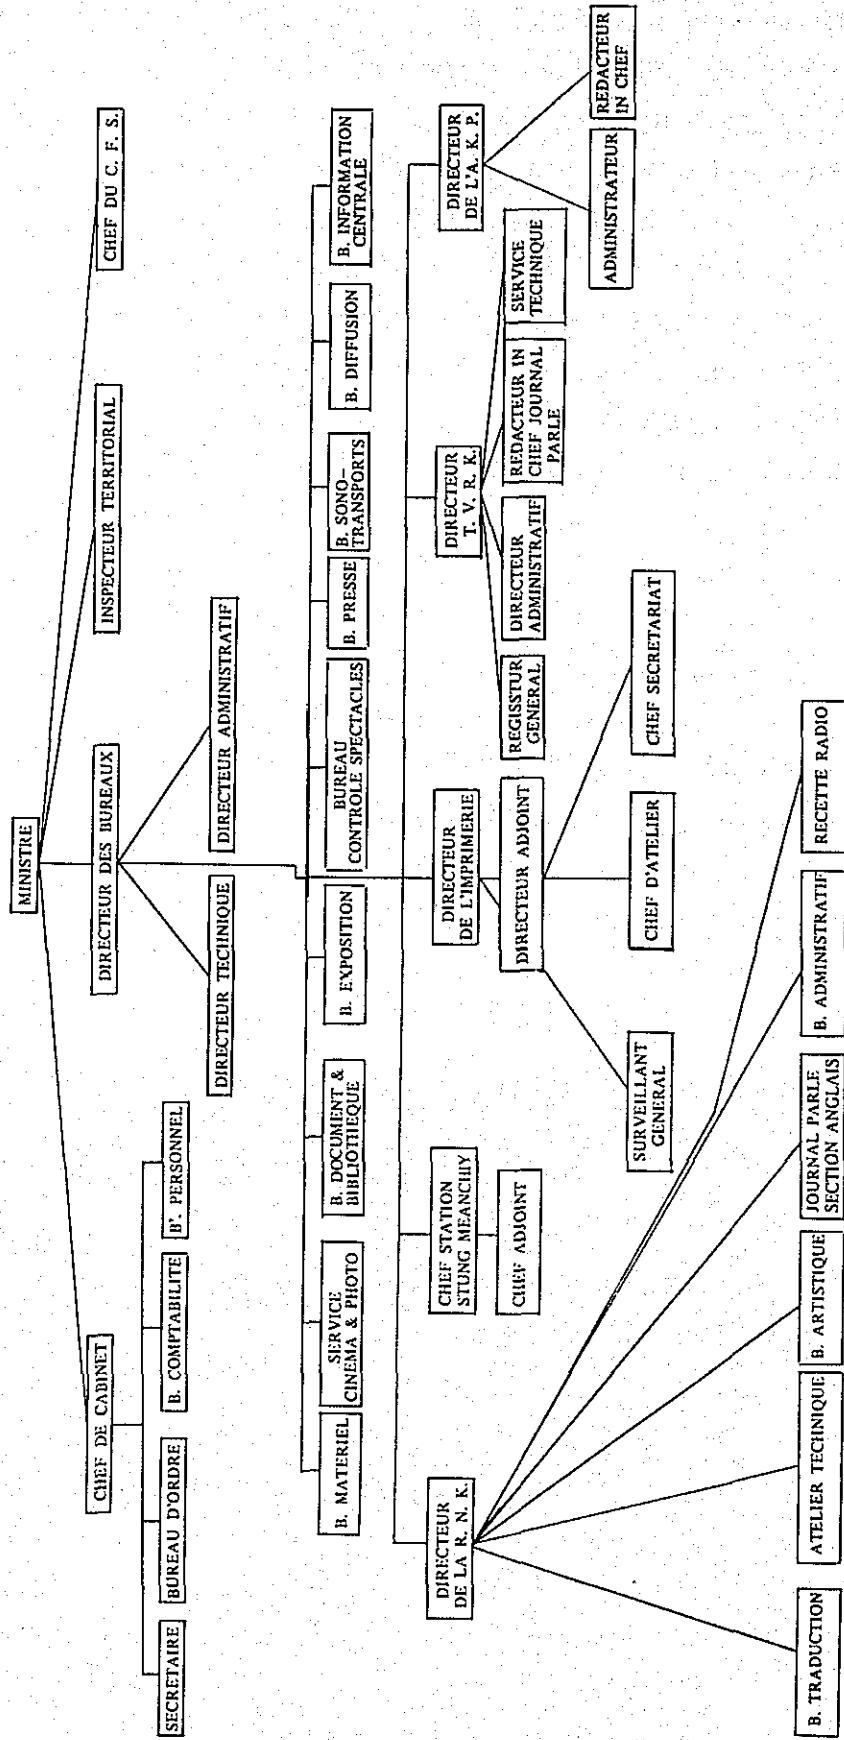 MINISTRE
CHEF DE CABINET
DIRECTEUR DES BUREAUX
INSPECTEUR TERRITORIAL
CHEF DU C. F. S.
SECRETAIRE
BUREAU D'ORDRE
B. COMPTABILITE
B'. PERSONNEL
DIRECTEUR TECHNIQUE
DIRECTEUR ADMINISTRATIF
B. MATERIEL
SERVICE
CINEMA & PHOTO
B. DOCUMENT &
BIBLIOTHEQUE
B. EXPOSITION
BUREAU
CONTROLE SPECTACLES
B. PRESSE
B. SONO-
TRANSPORTS
B. DIFFUSION
B. INFORMATION
CENTRALE
DIRECTEUR
DE LA R. N. K.
CHEF STATION
STUNG MEANCHIY
DIRECTEUR
DE L'IMPRIMERIE
DIRECTEUR
T. V. R. K.
DIRECTEUR
DE L'A. K. P.
CHEF ADJOINT
DIRECTEUR ADJOINT
REGISSTUR
GENERAL
DIRECTEUR
ADMINISTRATIF
REDACTEUR IN
CHEF JOURNAL
PARLE
SERVICE
TECHNIQUE
ADMINISTRATEUR
REDACTEUR
IN CHEF
SURVEILLANT
GENERAL
CHEF D'ATELIER
CHEF SECRETARIAT
B. TRADUCTION
ATELIER TECHNIQUE
B. ARTISTIQUE
JOURNAL PARLE
SECTION ANGLAIS
B. ADMINISTRATIF
RECETTE RADIO